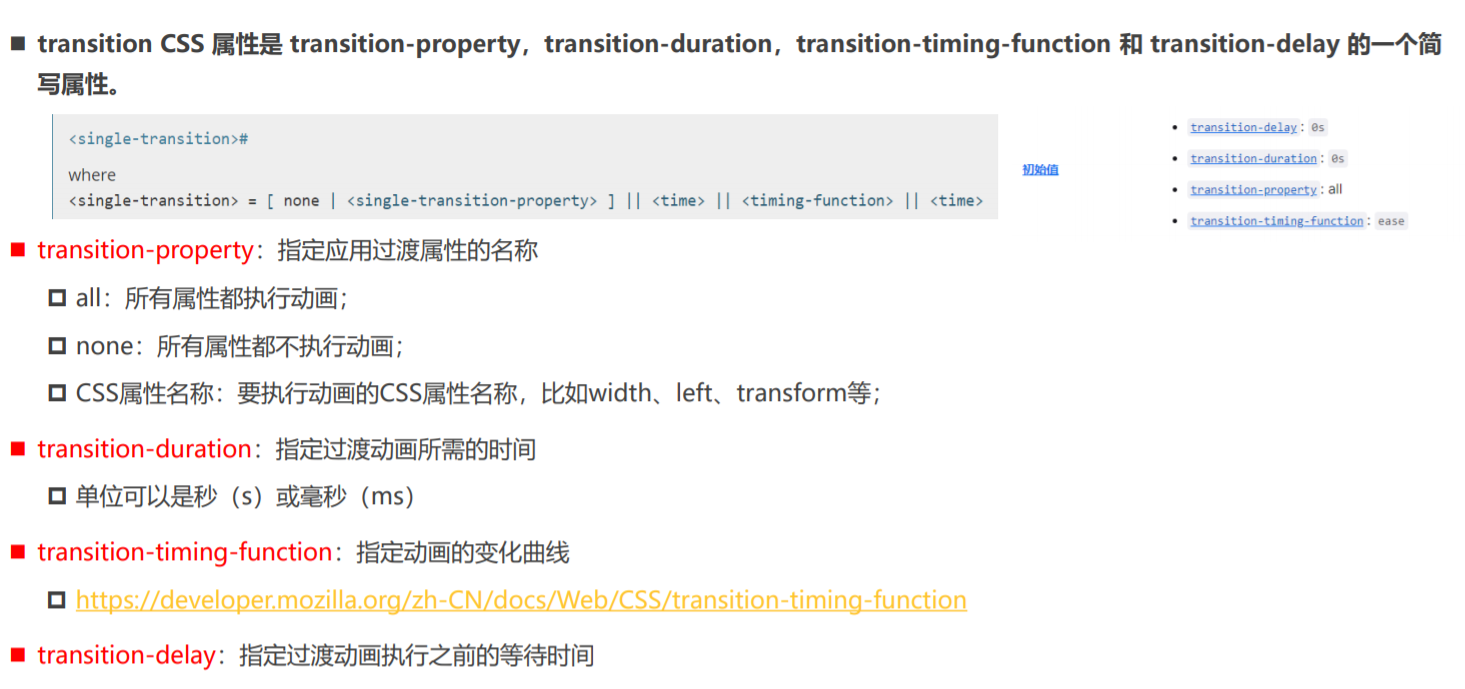 transition CSS 属性是 transition-property，transition-duration，transition-timing-function 和 transition-delay 的一个简
写属性。
<single-transition>#
where
<single-transition> = [ none | <single-transition-property> ] || <time> || <timing-function> || <time>
初始值
transition-delay: 0s
transition-duration: 0s
transition-property: all
transition-timing-function: ease
transition-property：指定应用过渡属性的名称
all：所有属性都执行动画；
none：所有属性都不执行动画；
CSS属性名称：要执行动画的CSS属性名称，比如width、left、transform等；
transition-duration：指定过渡动画所需的时间
单位可以是秒（s）或毫秒（ms）
transition-timing-function：指定动画的变化曲线
https://developer.mozilla.org/zh-CN/docs/Web/CSS/transition-timing-function
transition-delay：指定过渡动画执行之前的等待时间